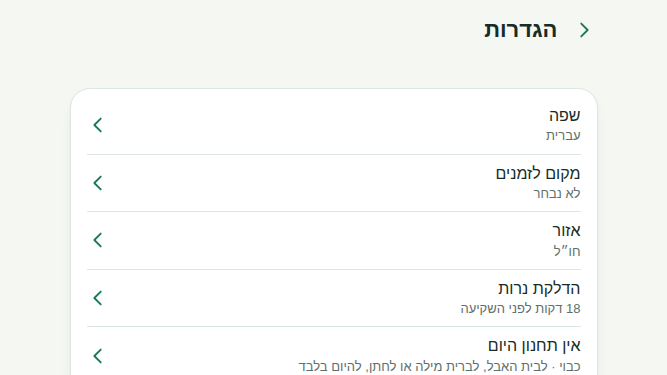 הגדרות
שפה
עברית
מקום לזמנים
לא נבחר
אזור
חו״ל
הדלקת נרות
18 דקות לפני השקיעה
אין תחנון היום
כבוי · לבית האבל, לברית מילה או לחתן, להיום בלבד